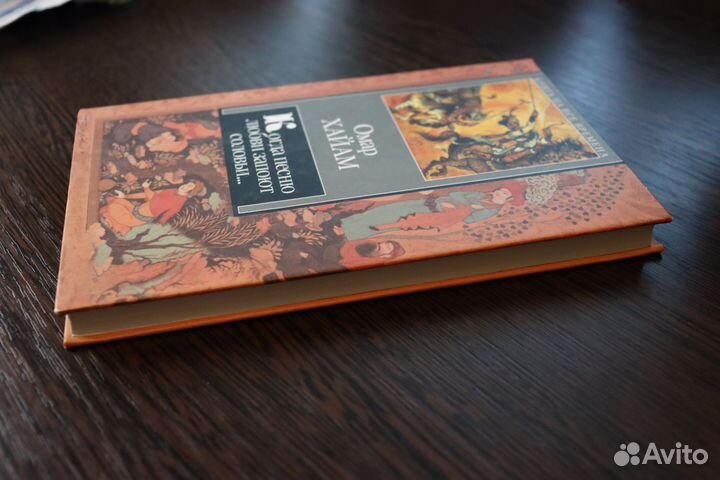 Омар
ХАЙЯМ
Когда песню
любви запоют
соловьи...
Avito